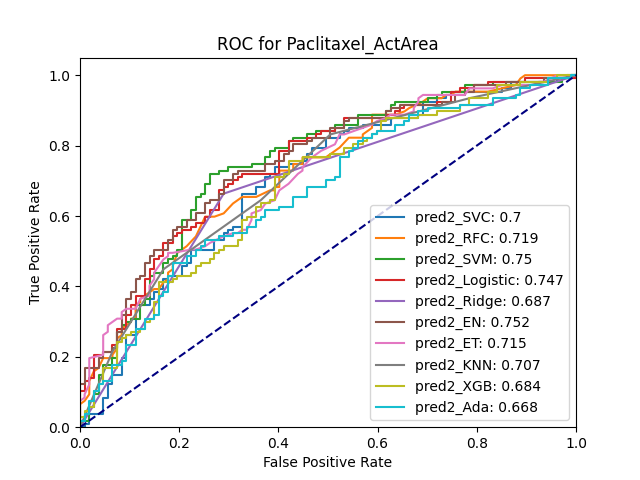 ROC for Paclitaxel_ActArea
True Positive Rate
1.0
0.8
0.6
0.4
0.2
0.0
pred2_SVC: 0.7
pred2_RFC: 0.719
pred2_SVM: 0.75
pred2_Logistic: 0.747
pred2_Ridge: 0.687
pred2_EN: 0.752
pred2_ET: 0.715
pred2_KNN: 0.707
pred2_XGB: 0.684
pred2_Ada: 0.668
0.0 0.2 0.4 0.6 0.8 1.0
False Positive Rate